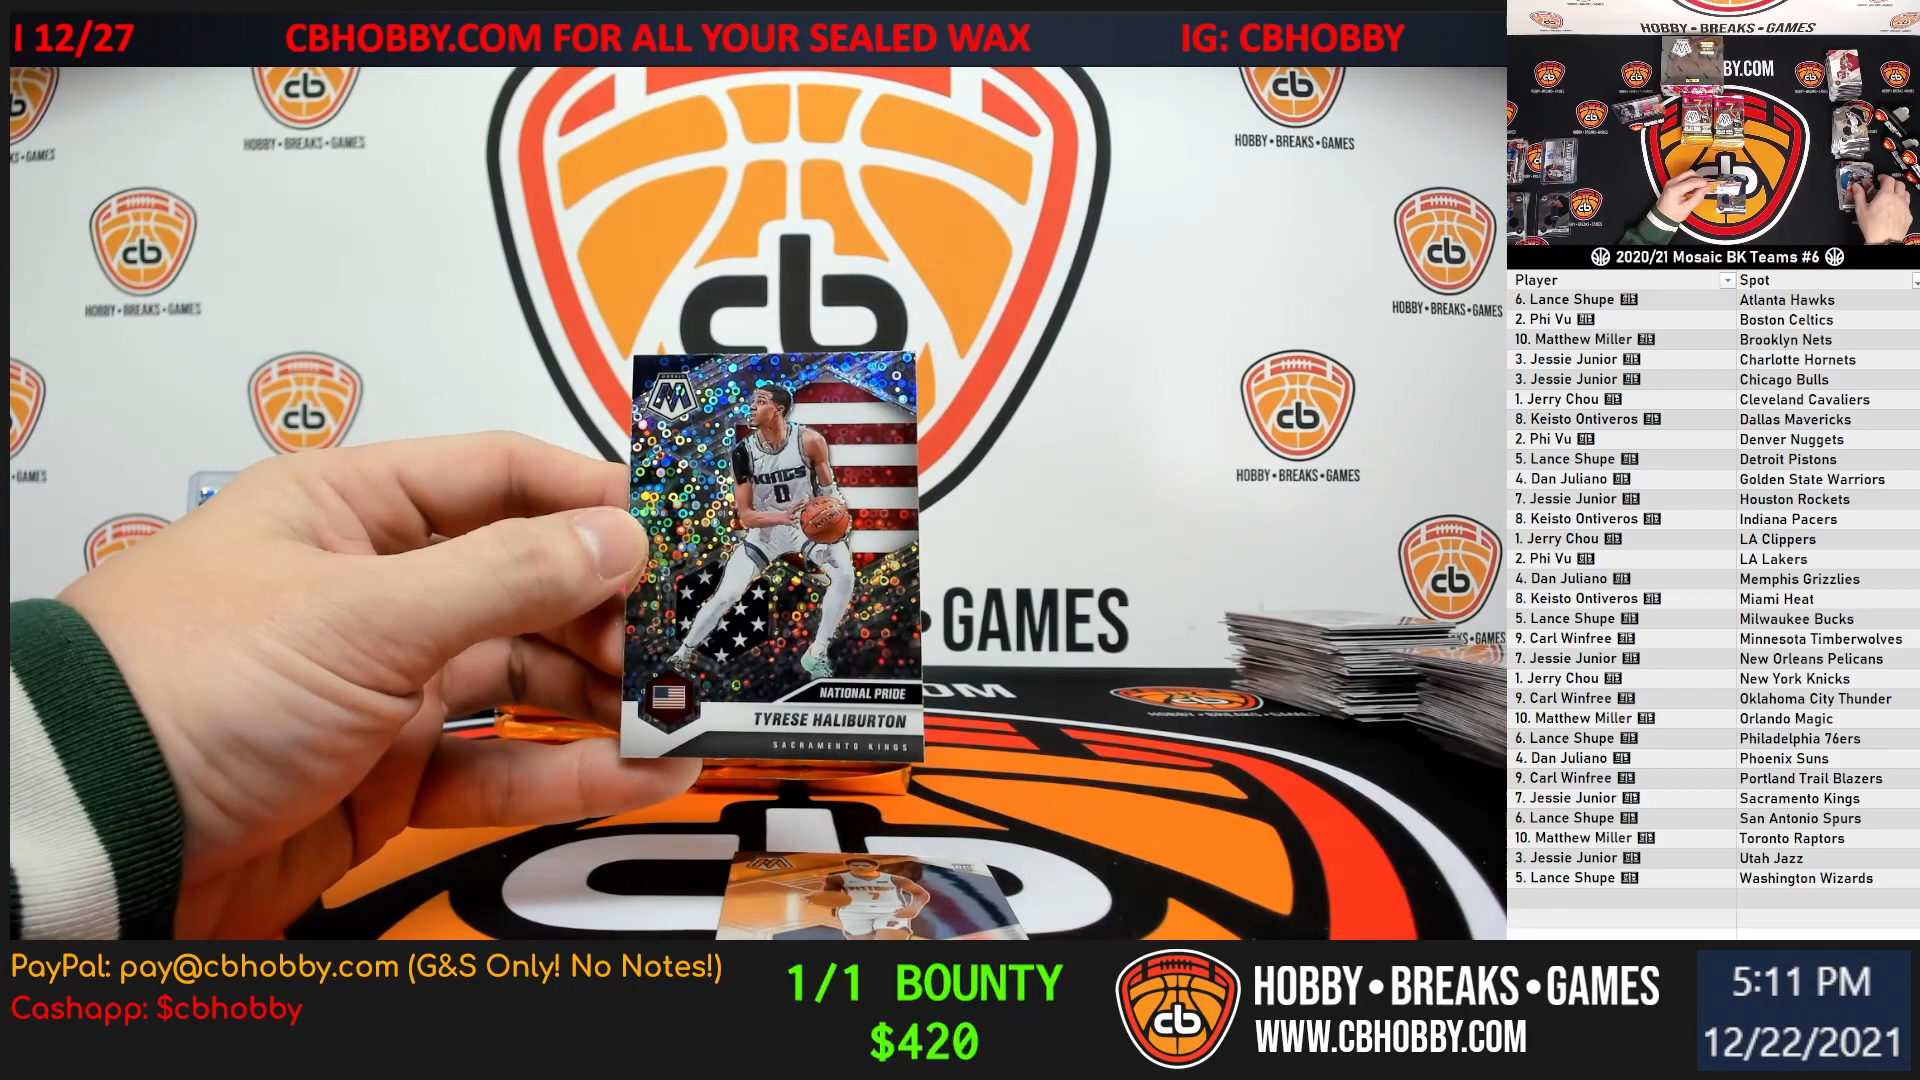 I 12/27 CBHOBBY.COM FOR ALL YOUR SEALED WAX IG: CBHOBBY
cb
HOBBY•BREAKS•GAMES
HOBBY•BREAKS•GAMES
HOBBY•BREAKS•GAMES
HOBBY•BREAKS•GAMES
HOBBY•BREAKS•GAMES
cb
•GAMES
KINGS
0
NATIONAL PRIDE
TYRESE HALIBURTON
SACRAMENTO KINGS
HOBBY•BREAKS•GAMES
BY.COM
2020/21 Mosaic BK Teams #6
Player Spot
6. Lance Shupe Atlanta Hawks
2. Phi Vu Boston Celtics
10. Matthew Miller Brooklyn Nets
3. Jessie Junior Charlotte Hornets
3. Jessie Junior Chicago Bulls
1. Jerry Chou Cleveland Cavaliers
8. Keisto Ontiveros Dallas Mavericks
2. Phi Vu Denver Nuggets
5. Lance Shupe Detroit Pistons
4. Dan Juliano Golden State Warriors
7. Jessie Junior Houston Rockets
8. Keisto Ontiveros Indiana Pacers
1. Jerry Chou LA Clippers
2. Phi Vu LA Lakers
4. Dan Juliano Memphis Grizzlies
8. Keisto Ontiveros Miami Heat
5. Lance Shupe Milwaukee Bucks
9. Carl Winfree Minnesota Timberwolves
7. Jessie Junior New Orleans Pelicans
1. Jerry Chou New York Knicks
9. Carl Winfree Oklahoma City Thunder
10. Matthew Miller Orlando Magic
6. Lance Shupe Philadelphia 76ers
4. Dan Juliano Phoenix Suns
9. Carl Winfree Portland Trail Blazers
7. Jessie Junior Sacramento Kings
6. Lance Shupe San Antonio Spurs
10. Matthew Miller Toronto Raptors
3. Jessie Junior Utah Jazz
5. Lance Shupe Washington Wizards
PayPal: pay@cbhobby.com (G&S Only! No Notes!)
Cashapp: $cbhobby
1/1 BOUNTY
$420
cb
HOBBY•BREAKS•GAMES
WWW.CBHOBBY.COM
5:11 PM
12/22/2021